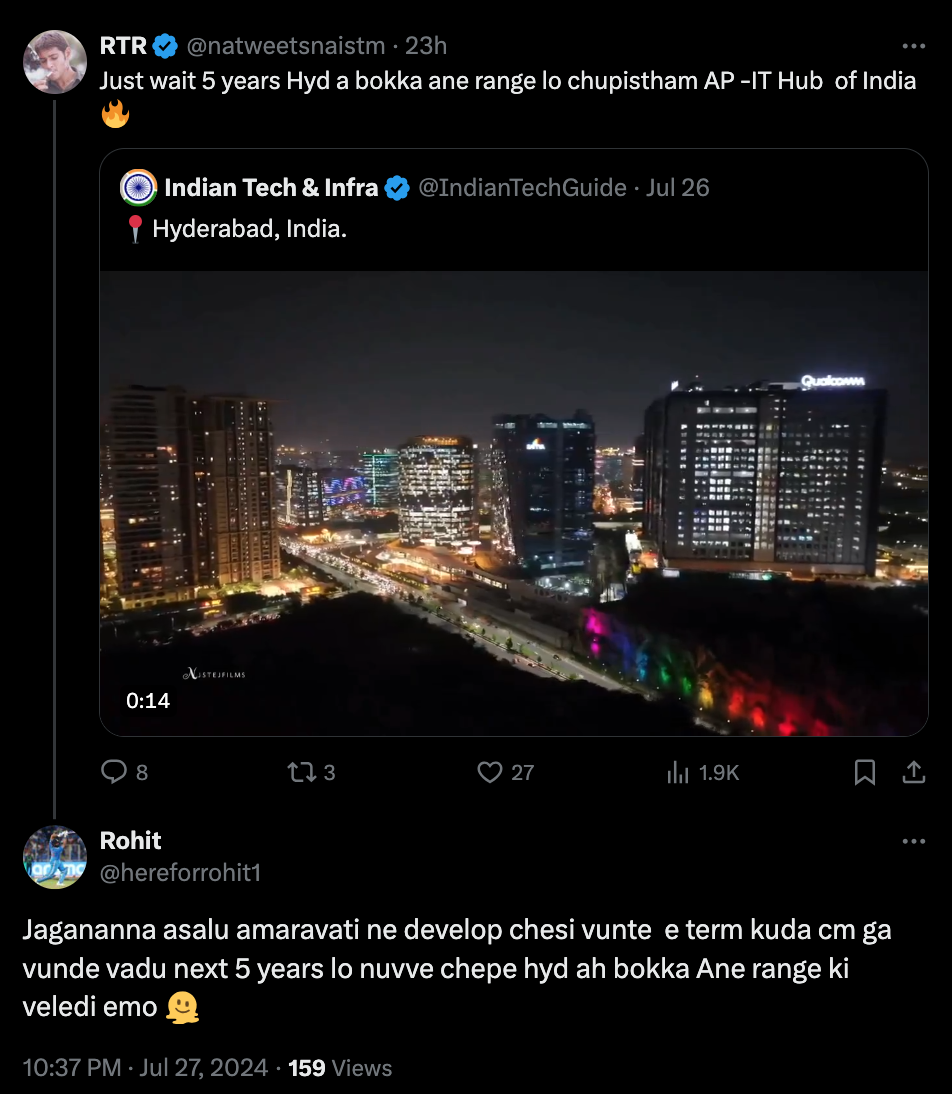 RTR @natweetsnaistm · 23h
Just wait 5 years Hyd a bokka ane range lo chupistham AP -IT Hub of India
🔥
Indian Tech & Infra @IndianTechGuide · Jul 26
📍Hyderabad, India.
Qualcomm
NISTEJFILMS
0:14
8 3 27 1.9K
Rohit
@hereforrohit1
Jagananna asalu amaravati ne develop chesi vunte e term kuda cm ga
vunde vadu next 5 years lo nuvve chepe hyd ah bokka Ane range ki
veledi emo 🫠
10:37 PM · Jul 27, 2024 · 159 Views